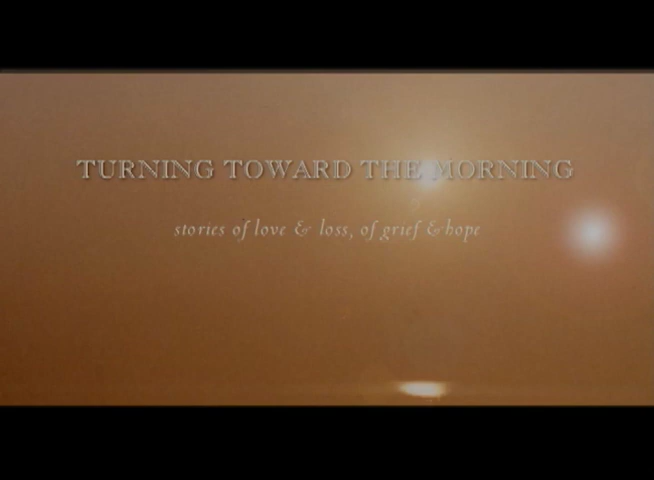 TURNING TOWARD THE MORNING
stories of love & loss, of grief & hope